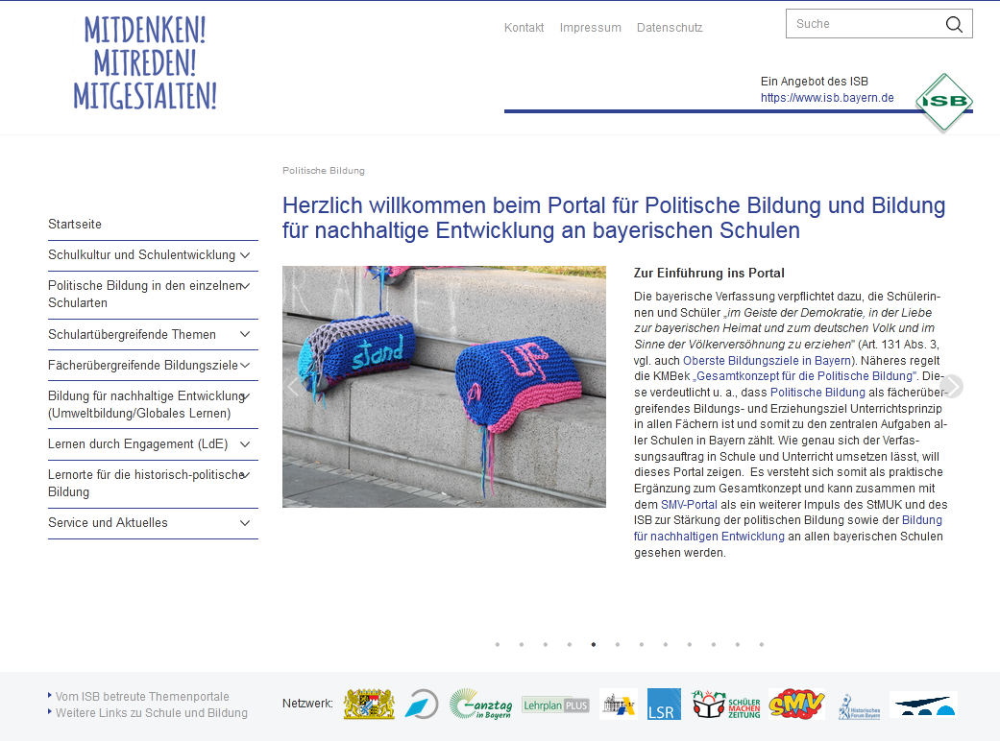 MITDENKEN!
MITREDEN!
MITGESTALTEN!
Kontakt Impressum Datenschutz
Suche
Ein Angebot des ISB
https://www.isb.bayern.de
ISB
Politische Bildung
Herzlich willkommen beim Portal für Politische Bildung und Bildung
für nachhaltige Entwicklung an bayerischen Schulen
Startseite
Schulkultur und Schulentwicklung
Politische Bildung in den einzelnen
Schularten
Schulartübergreifende Themen
Fächerübergreifende Bildungsziele
Bildung für nachhaltige Entwicklung
(Umweltbildung/Globales Lernen)
Lernen durch Engagement (LdE)
Lernorte für die historisch-politische
Bildung
Service und Aktuelles
stand
UP
Zur Einführung ins Portal
Die bayerische Verfassung verpflichtet dazu, die Schülerin-
nen und Schüler „im Geiste der Demokratie, in der Liebe
zur bayerischen Heimat und zum deutschen Volk und im
Sinne der Völkerversöhnung zu erziehen" (Art. 131 Abs. 3,
vgl. auch Oberste Bildungsziele in Bayern). Näheres regelt
die KMBek „Gesamtkonzept für die Politische Bildung". Die-
se verdeutlicht u. a., dass Politische Bildung als fächerüber-
greifendes Bildungs- und Erziehungsziel Unterrichtsprinzip
in allen Fächern ist und somit zu den zentralen Aufgaben al-
ler Schulen in Bayern zählt. Wie genau sich der Verfas-
sungsauftrag in Schule und Unterricht umsetzen lässt, will
dieses Portal zeigen. Es versteht sich somit als praktische
Ergänzung zum Gesamtkonzept und kann zusammen mit
dem SMV-Portal als ein weiterer Impuls des StMUK und des
ISB zur Stärkung der politischen Bildung sowie der Bildung
für nachhaltigen Entwicklung an allen bayerischen Schulen
gesehen werden.
Vom ISB betreute Themenportale
Weitere Links zu Schule und Bildung
Netzwerk:
Ganztag
in Bayern
Lehrplan PLUS
LSR
SCHÜLER
MACHEN
ZEITUNG
SMV
Historisches
Forum Bayern